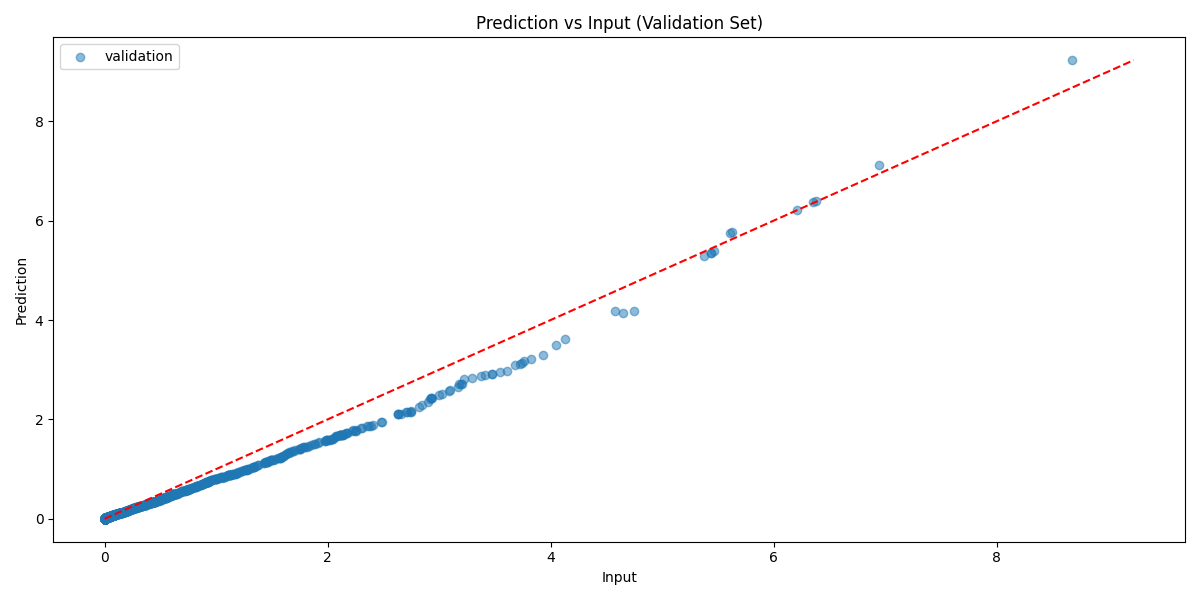 Prediction vs Input (Validation Set)
validation
Prediction
8
6
4
2
0
0 2 4 6 8
Input